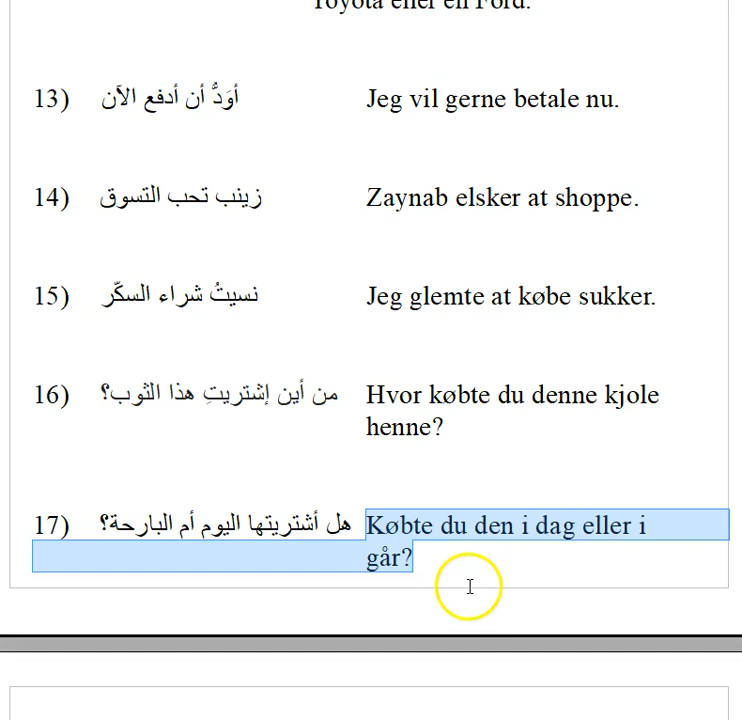 Toyota eller en Ford.
13) أوَدُّ أن أدفع الآن Jeg vil gerne betale nu.
14) زينب تحب التسوق Zaynab elsker at shoppe.
15) نسيتُ شراء السكّر Jeg glemte at købe sukker.
16) من أين إشتريتِ هذا الثوب؟ Hvor købte du denne kjole
henne?
17) هل أشتريتها اليوم أم البارحة؟ Købte du den i dag eller i
går?